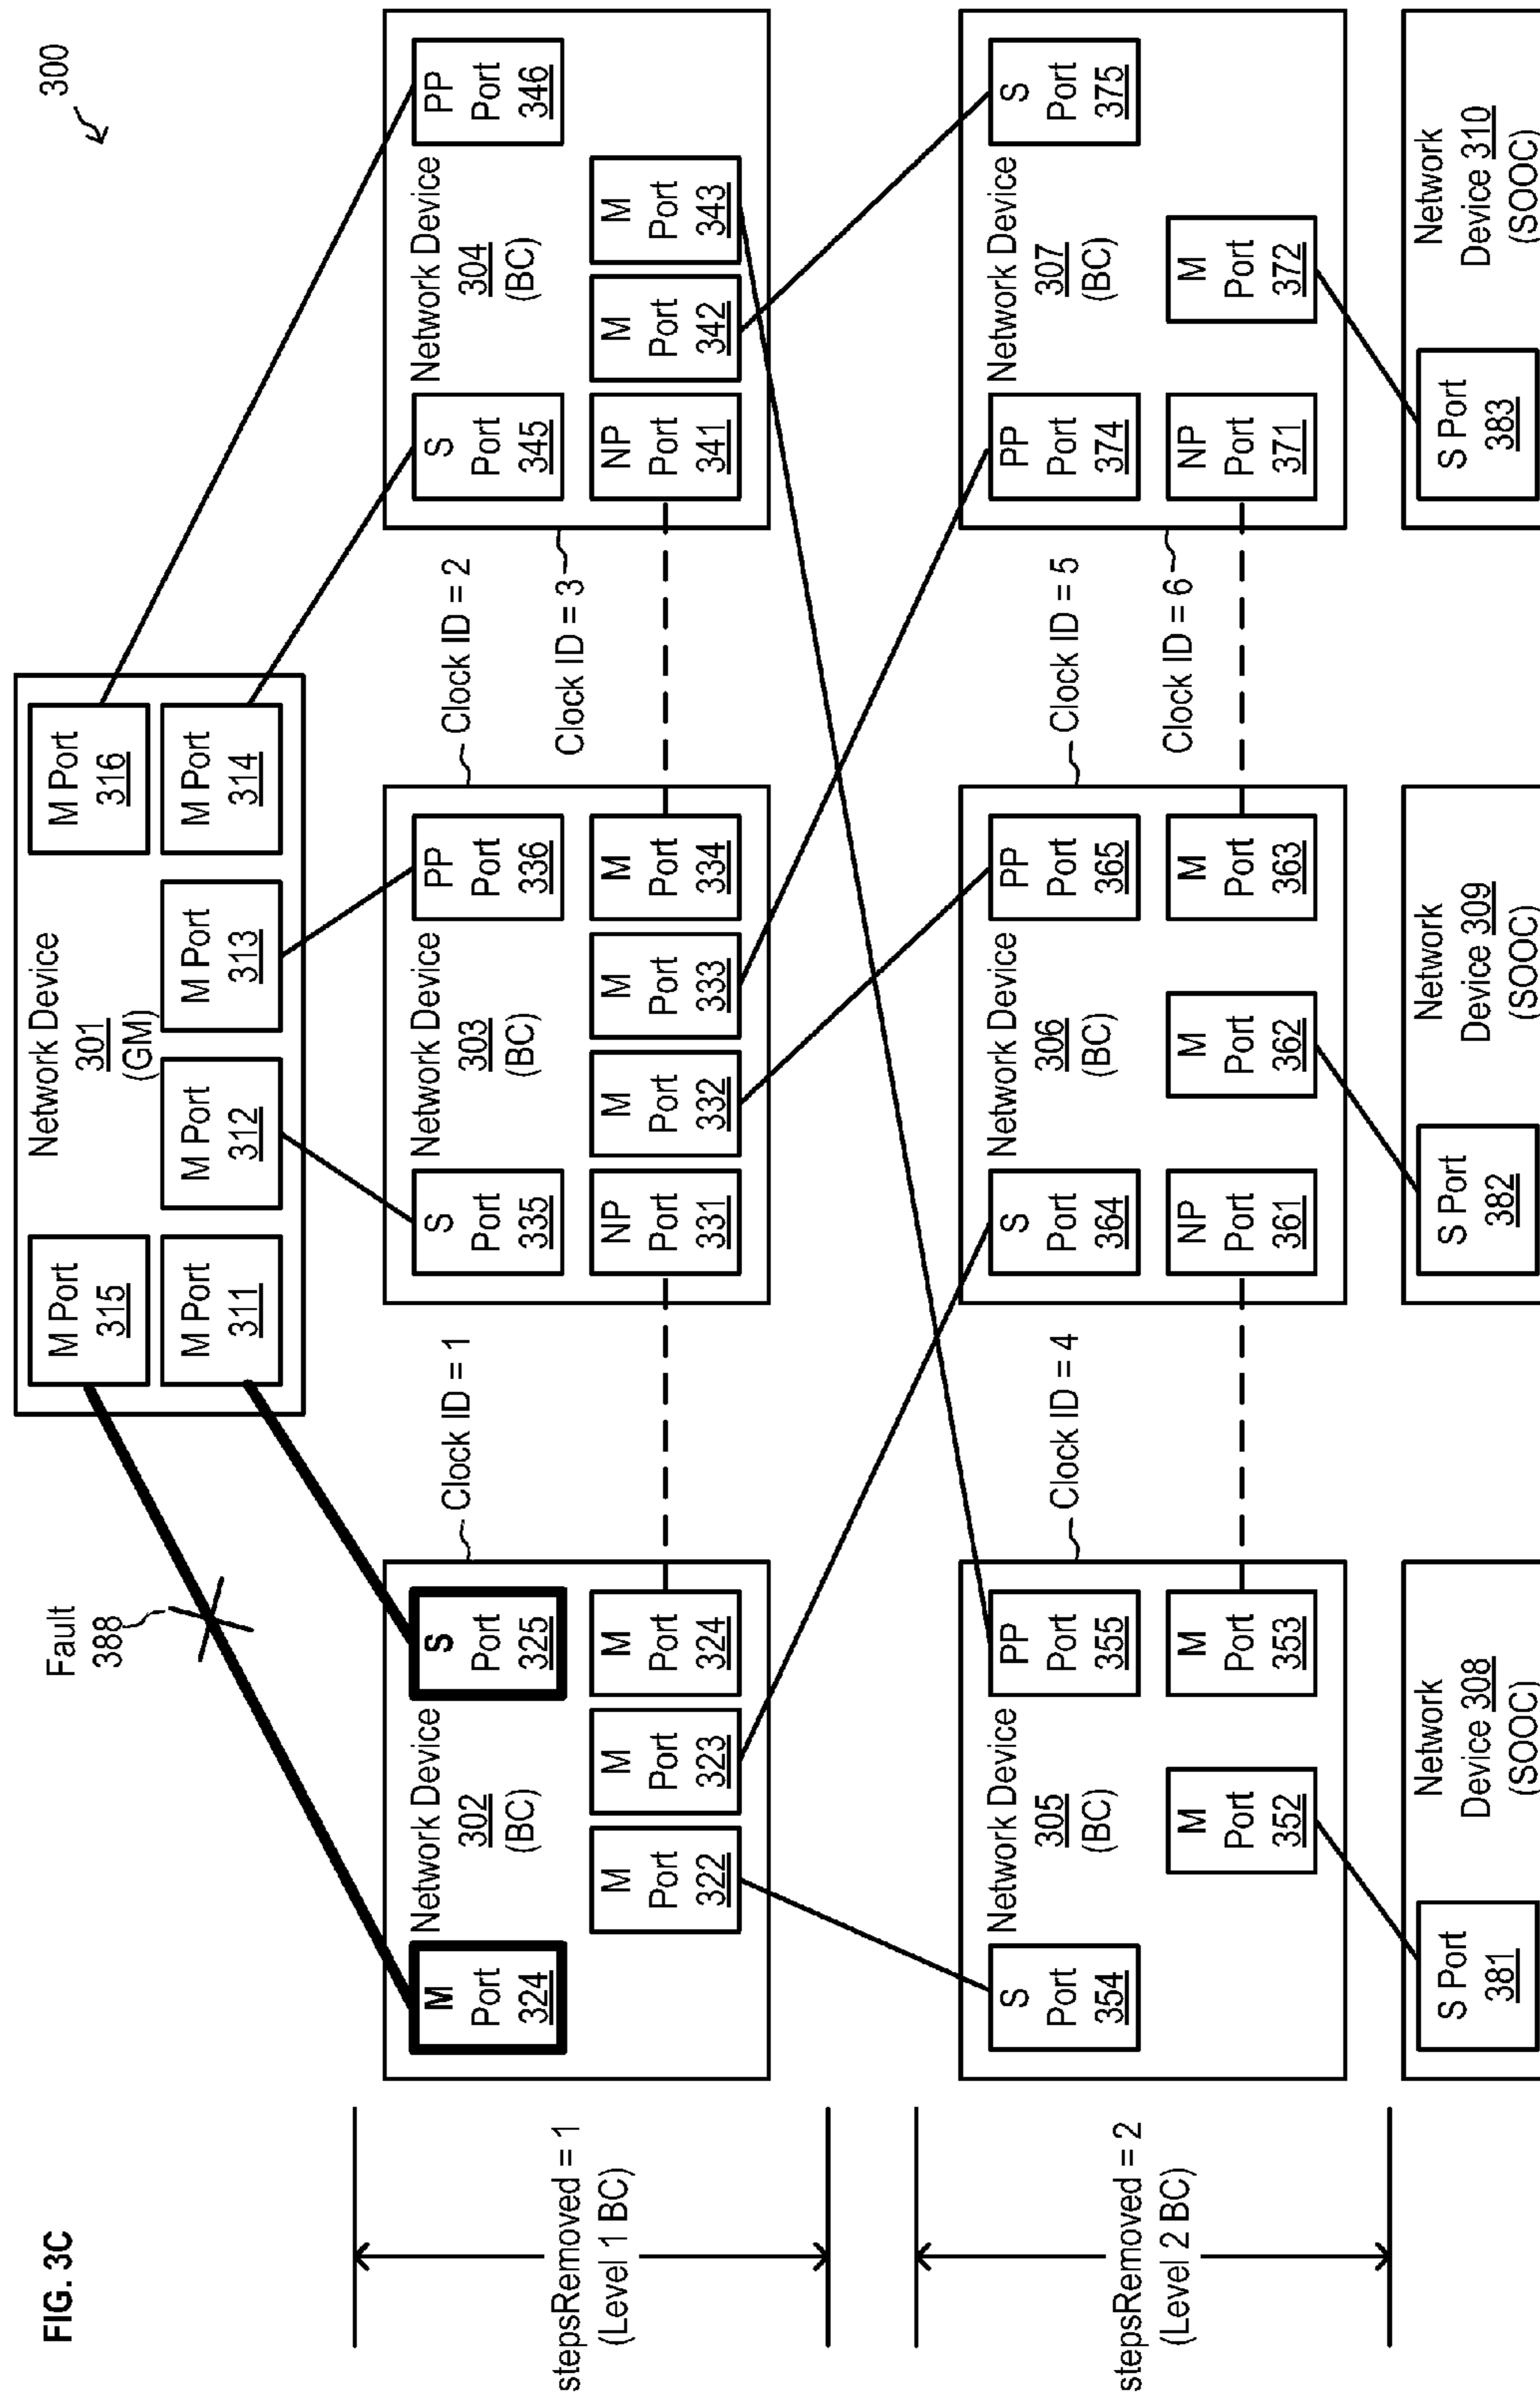 FIG. 3C
300
Network Device
301
(GM)
M Port
315
M Port
316
M Port
311
M Port
312
M Port
313
M Port
314
Fault
388
Clock ID = 1
Clock ID = 2
Clock ID = 3
stepsRemoved = 1
(Level 1 BC)
M
Port
324
Network Device
302
(BC)
S
Port
325
M
Port
322
M
Port
323
M
Port
324
S
Port
335
Network Device
303
(BC)
PP
Port
336
NP
Port
331
M
Port
332
M
Port
333
M
Port
334
S
Port
345
Network Device
304
(BC)
PP
Port
346
NP
Port
341
M
Port
342
M
Port
343
Clock ID = 4
Clock ID = 5
Clock ID = 6
stepsRemoved = 2
(Level 2 BC)
S
Port
354
Network Device
305
(BC)
PP
Port
355
M
Port
352
M
Port
353
S
Port
364
Network Device
306
(BC)
PP
Port
365
NP
Port
361
M
Port
362
M
Port
363
PP
Port
374
Network Device
307
(BC)
S
Port
375
NP
Port
371
M
Port
372
S Port
381
Network
Device 308
(SOOC)
S Port
382
Network
Device 309
(SOOC)
S Port
383
Network
Device 310
(SOOC)